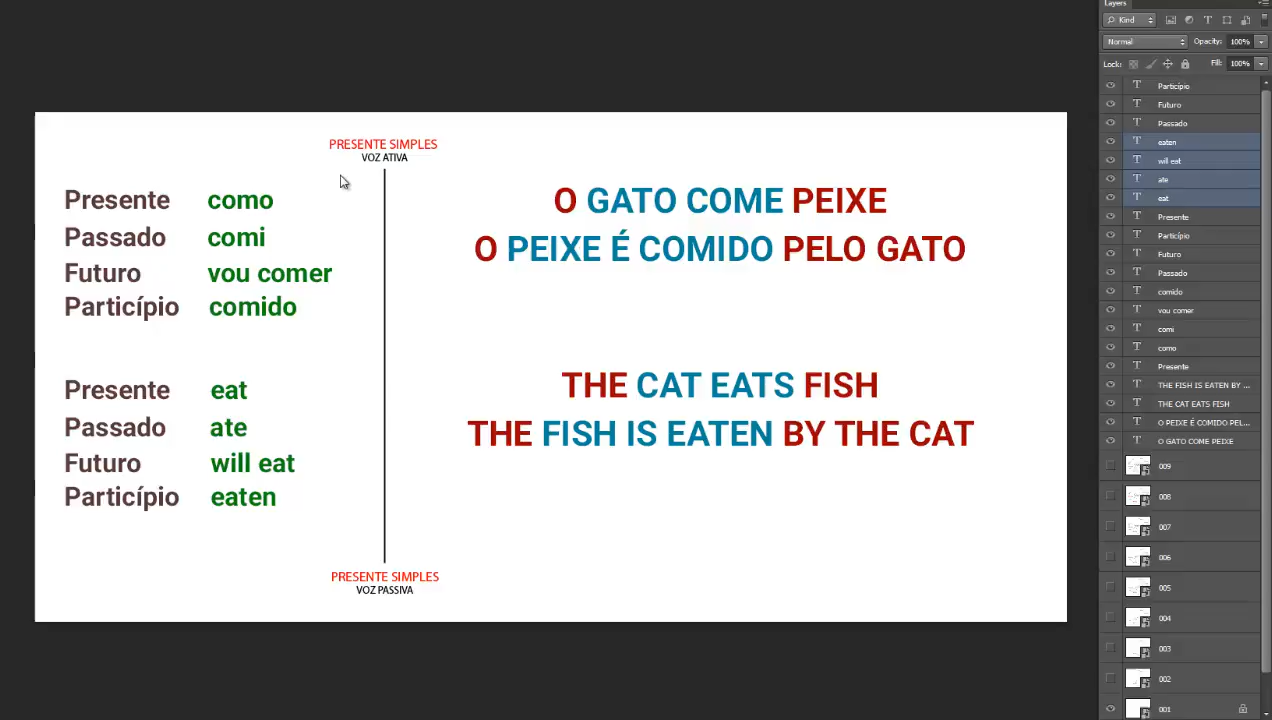 PRESENTE SIMPLES
VOZ ATIVA
Presente como
Passado comi
Futuro vou comer
Particípio comido
Presente eat
Passado ate
Futuro will eat
Particípio eaten
O GATO COME PEIXE
O PEIXE É COMIDO PELO GATO
THE CAT EATS FISH
THE FISH IS EATEN BY THE CAT
PRESENTE SIMPLES
VOZ PASSIVA
Layers
Kind
Normal Opacity: 100%
Lock: Fill: 100%
Particípio
Futuro
Passado
eaten
will eat
ate
eat
Presente
Particípio
Futuro
Passado
comido
vou comer
comi
como
Presente
THE FISH IS EATEN BY ...
THE CAT EATS FISH
O PEIXE É COMIDO PEL...
O GATO COME PEIXE
009
008
007
006
005
004
003
002
001